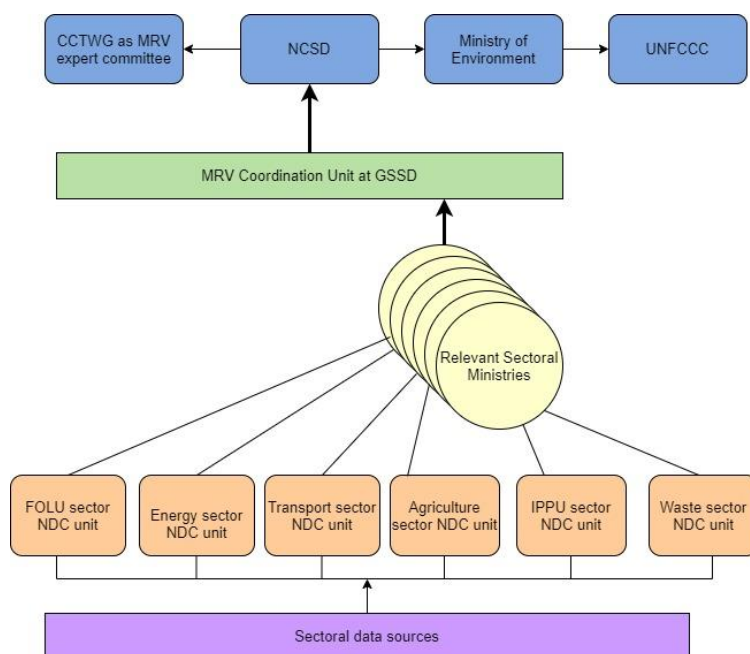 CCTWG as MRV
expert committee
NCSD
Ministry of
Environment
UNFCCC
MRV Coordination Unit at GSSD
Relevant Sectoral
Ministries
FOLU sector
NDC unit
Energy sector
NDC unit
Transport sector
NDC unit
Agriculture
sector NDC unit
IPPU sector
NDC unit
Waste sector
NDC unit
Sectoral data sources